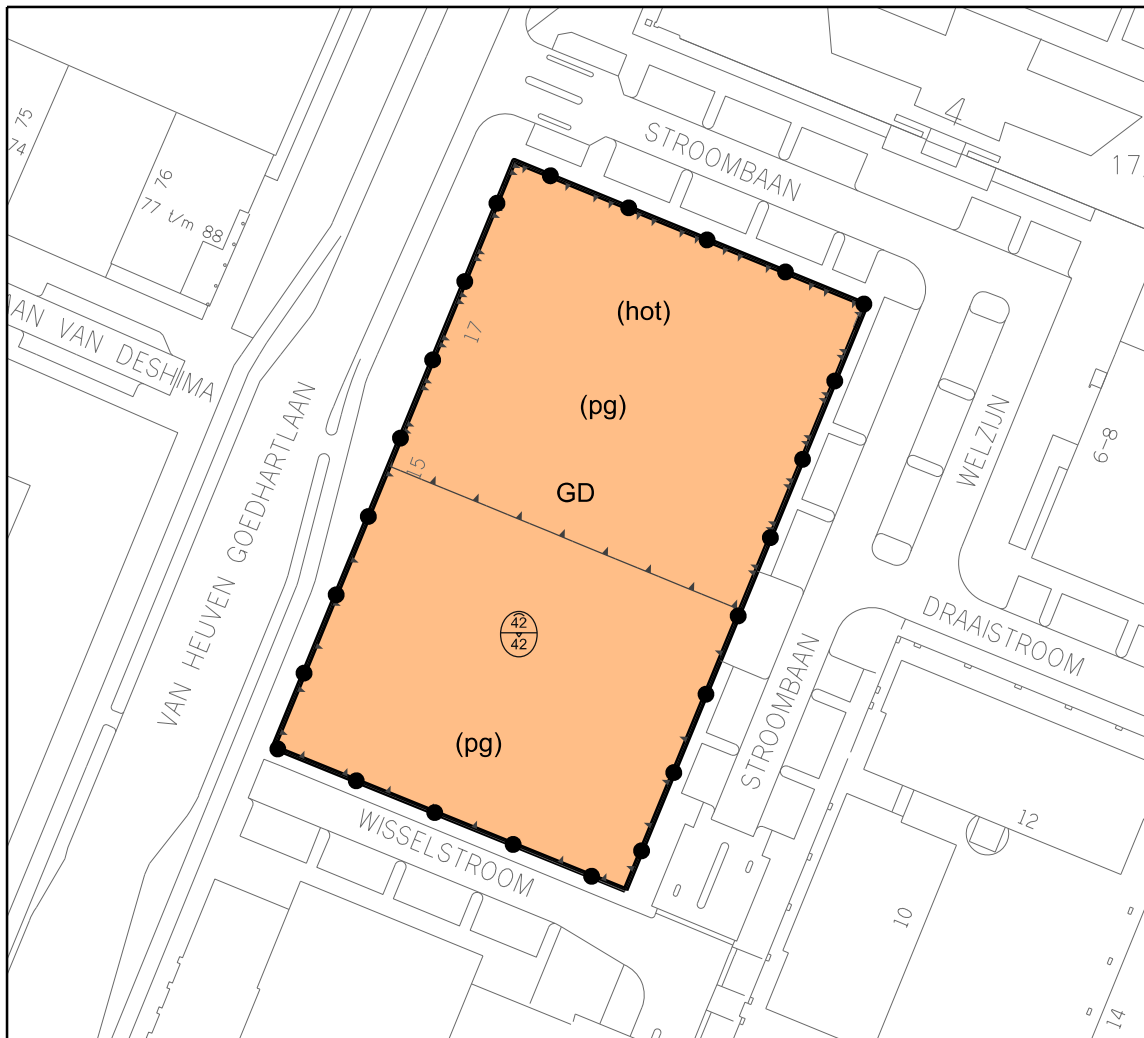 4
STROOMBAAN
17
75
74
76
77 t/m 88
(hot)
17
AN VAN DESHIMA
(pg)
WELZIJN
6-8
15
GD
VAN HEUVEN GOEDHARTLAAN
42
42
DRAAISTROOM
STROOMBAAN
(pg)
WISSELSTROOM
12
10
14